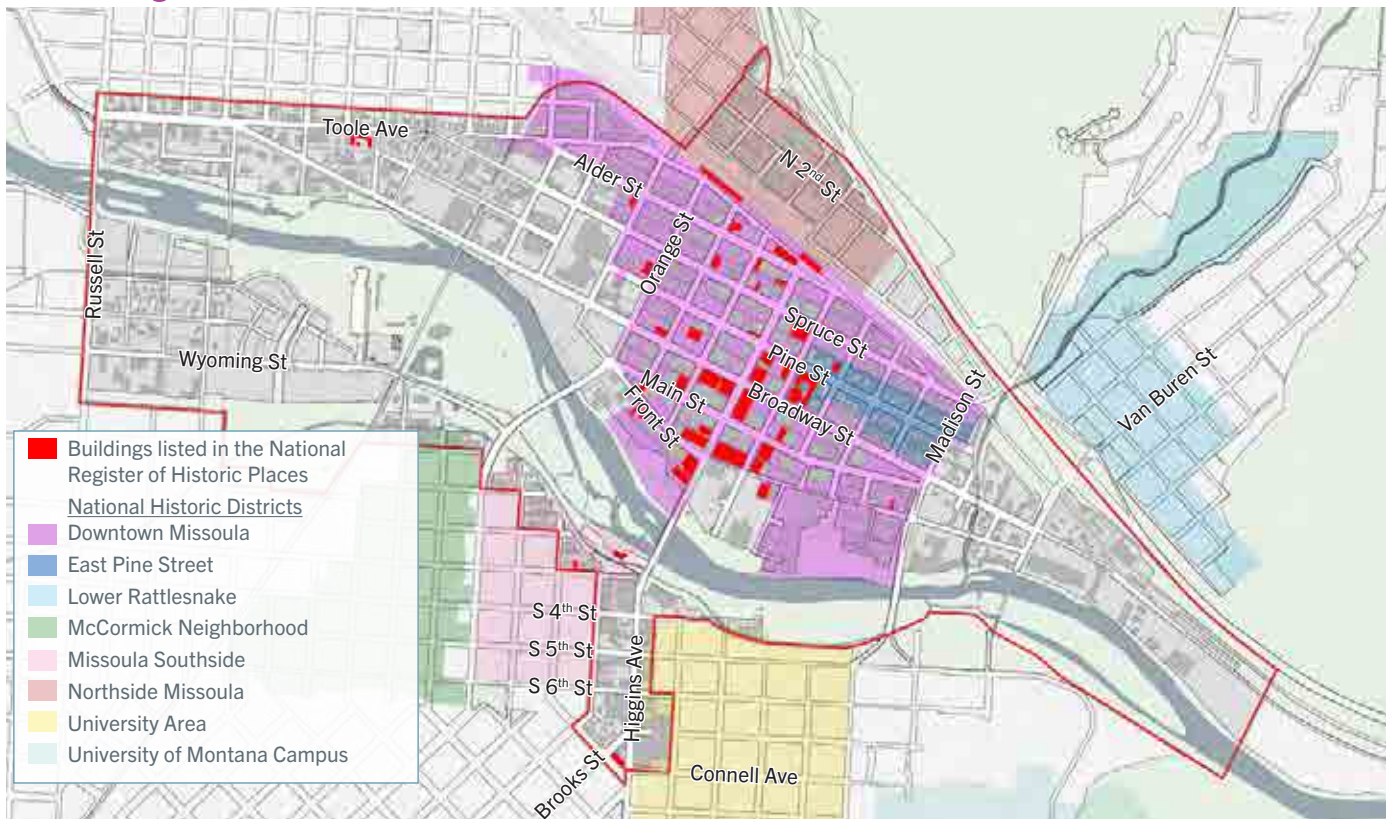 Toole Ave
N 2nd St
Alder St
Orange St
Russell St
Spruce St
Wyoming St
Pine St
Main St
Broadway St
Front St
Madison St
Van Buren St
Buildings listed in the National
Register of Historic Places
National Historic Districts
Downtown Missoula
East Pine Street
Lower Rattlesnake
McCormick Neighborhood
Missoula Southside
Northside Missoula
University Area
University of Montana Campus
S 4th St
S 5th St
S 6th St
Higgins Ave
Brooks St
Connell Ave